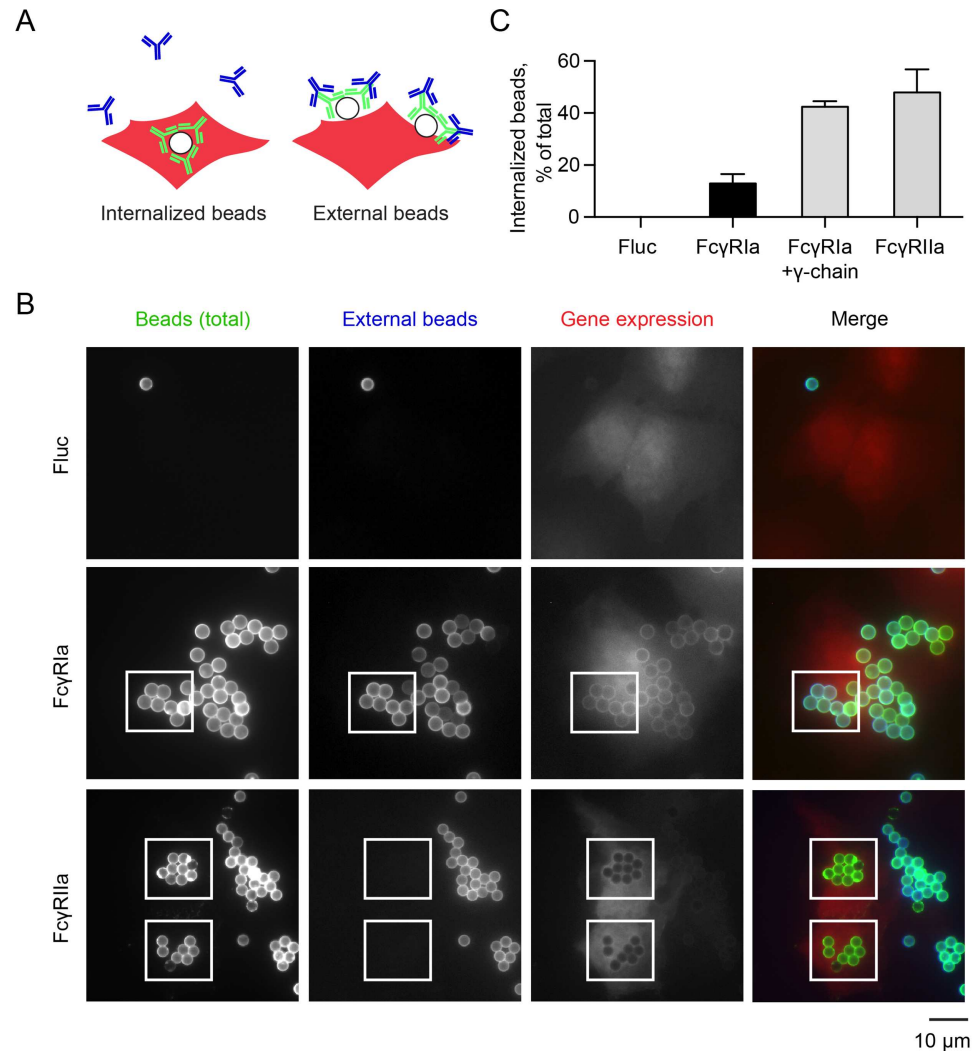 A
Internalized beads
External beads
C
Internalized beads,
% of total
60
40
20
0
Fluc
FcγRIa
FcγRIa
+γ-chain
FcγRIIa
B
Beads (total)
External beads
Gene expression
Merge
Fluc
FcγRIa
FcγRIIa
10 µm